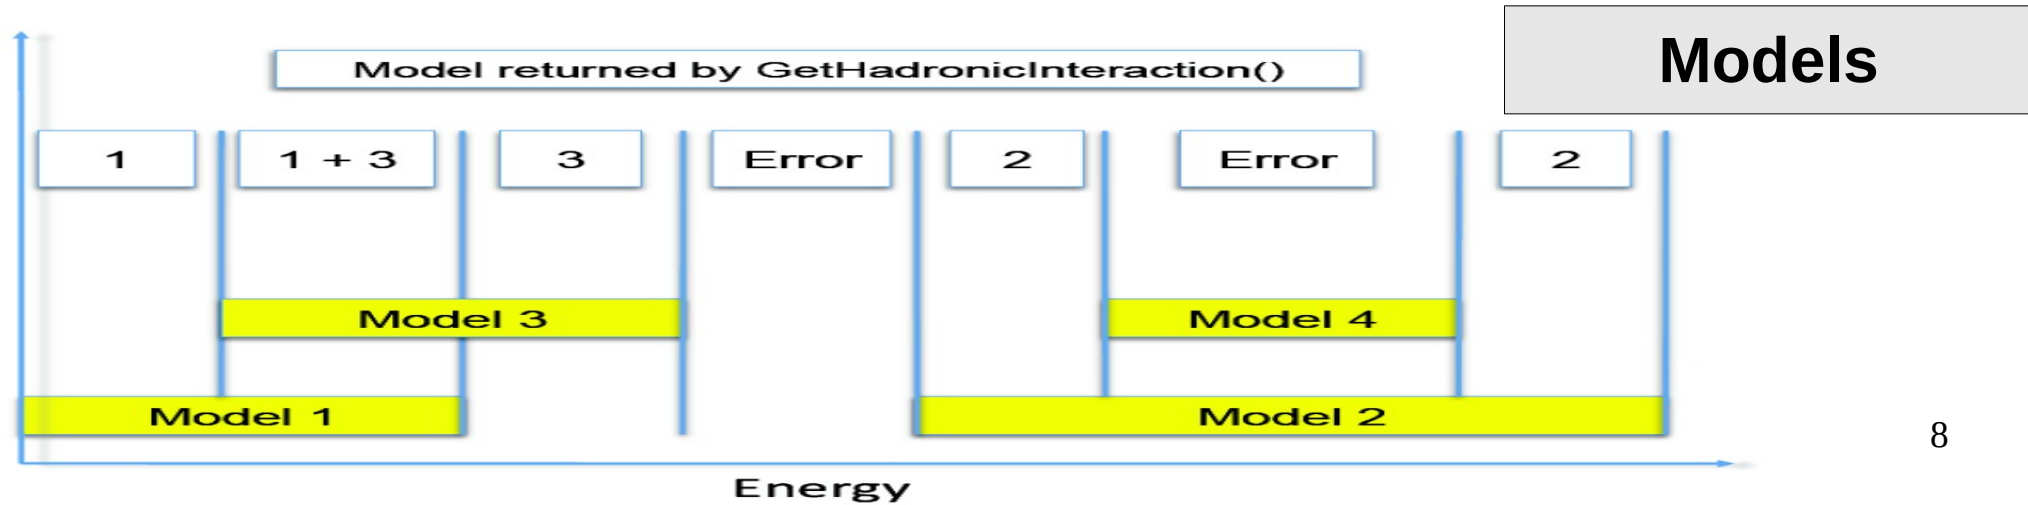 Models
Model returned by GetHadronicInteraction()
1
1 + 3
3
Error
2
Error
2
Model 3
Model 4
Model 1
Model 2
8
Energy